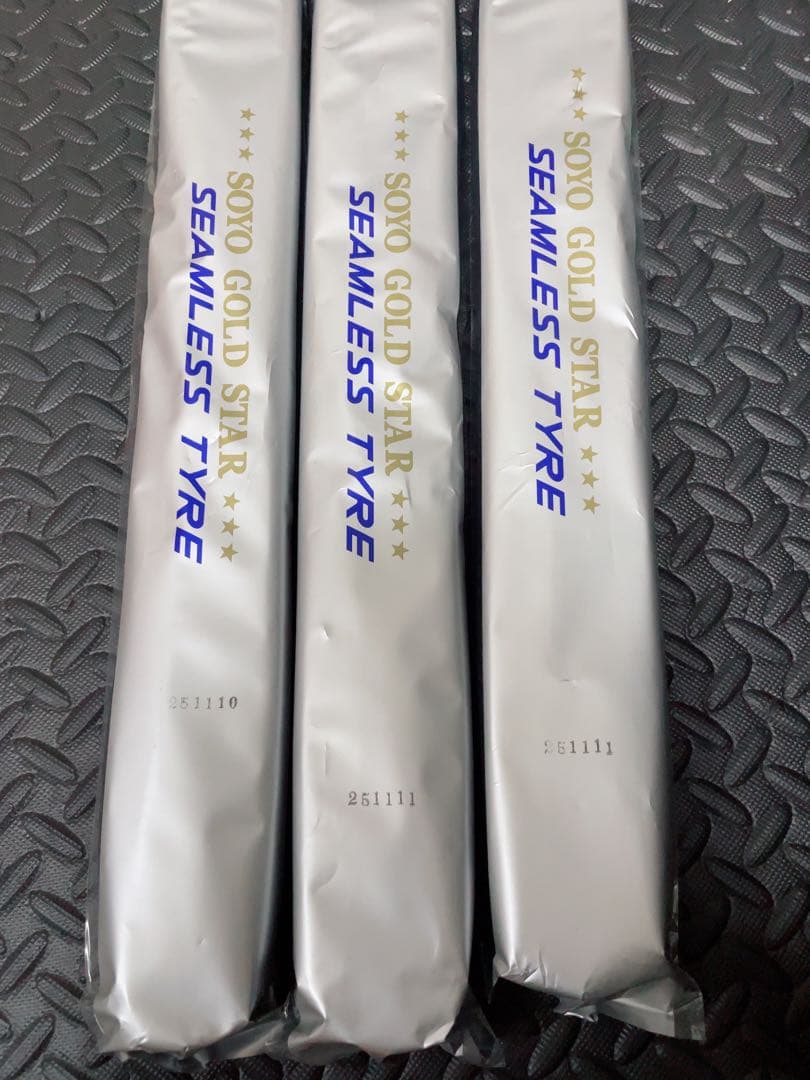 ★★★ SOYO GOLD STAR ★★★
SEAMLESS TYRE
251110
★★★ SOYO GOLD STAR ★★★
SEAMLESS TYRE
251111
★★★ SOYO GOLD STAR ★★★
SEAMLESS TYRE
251111